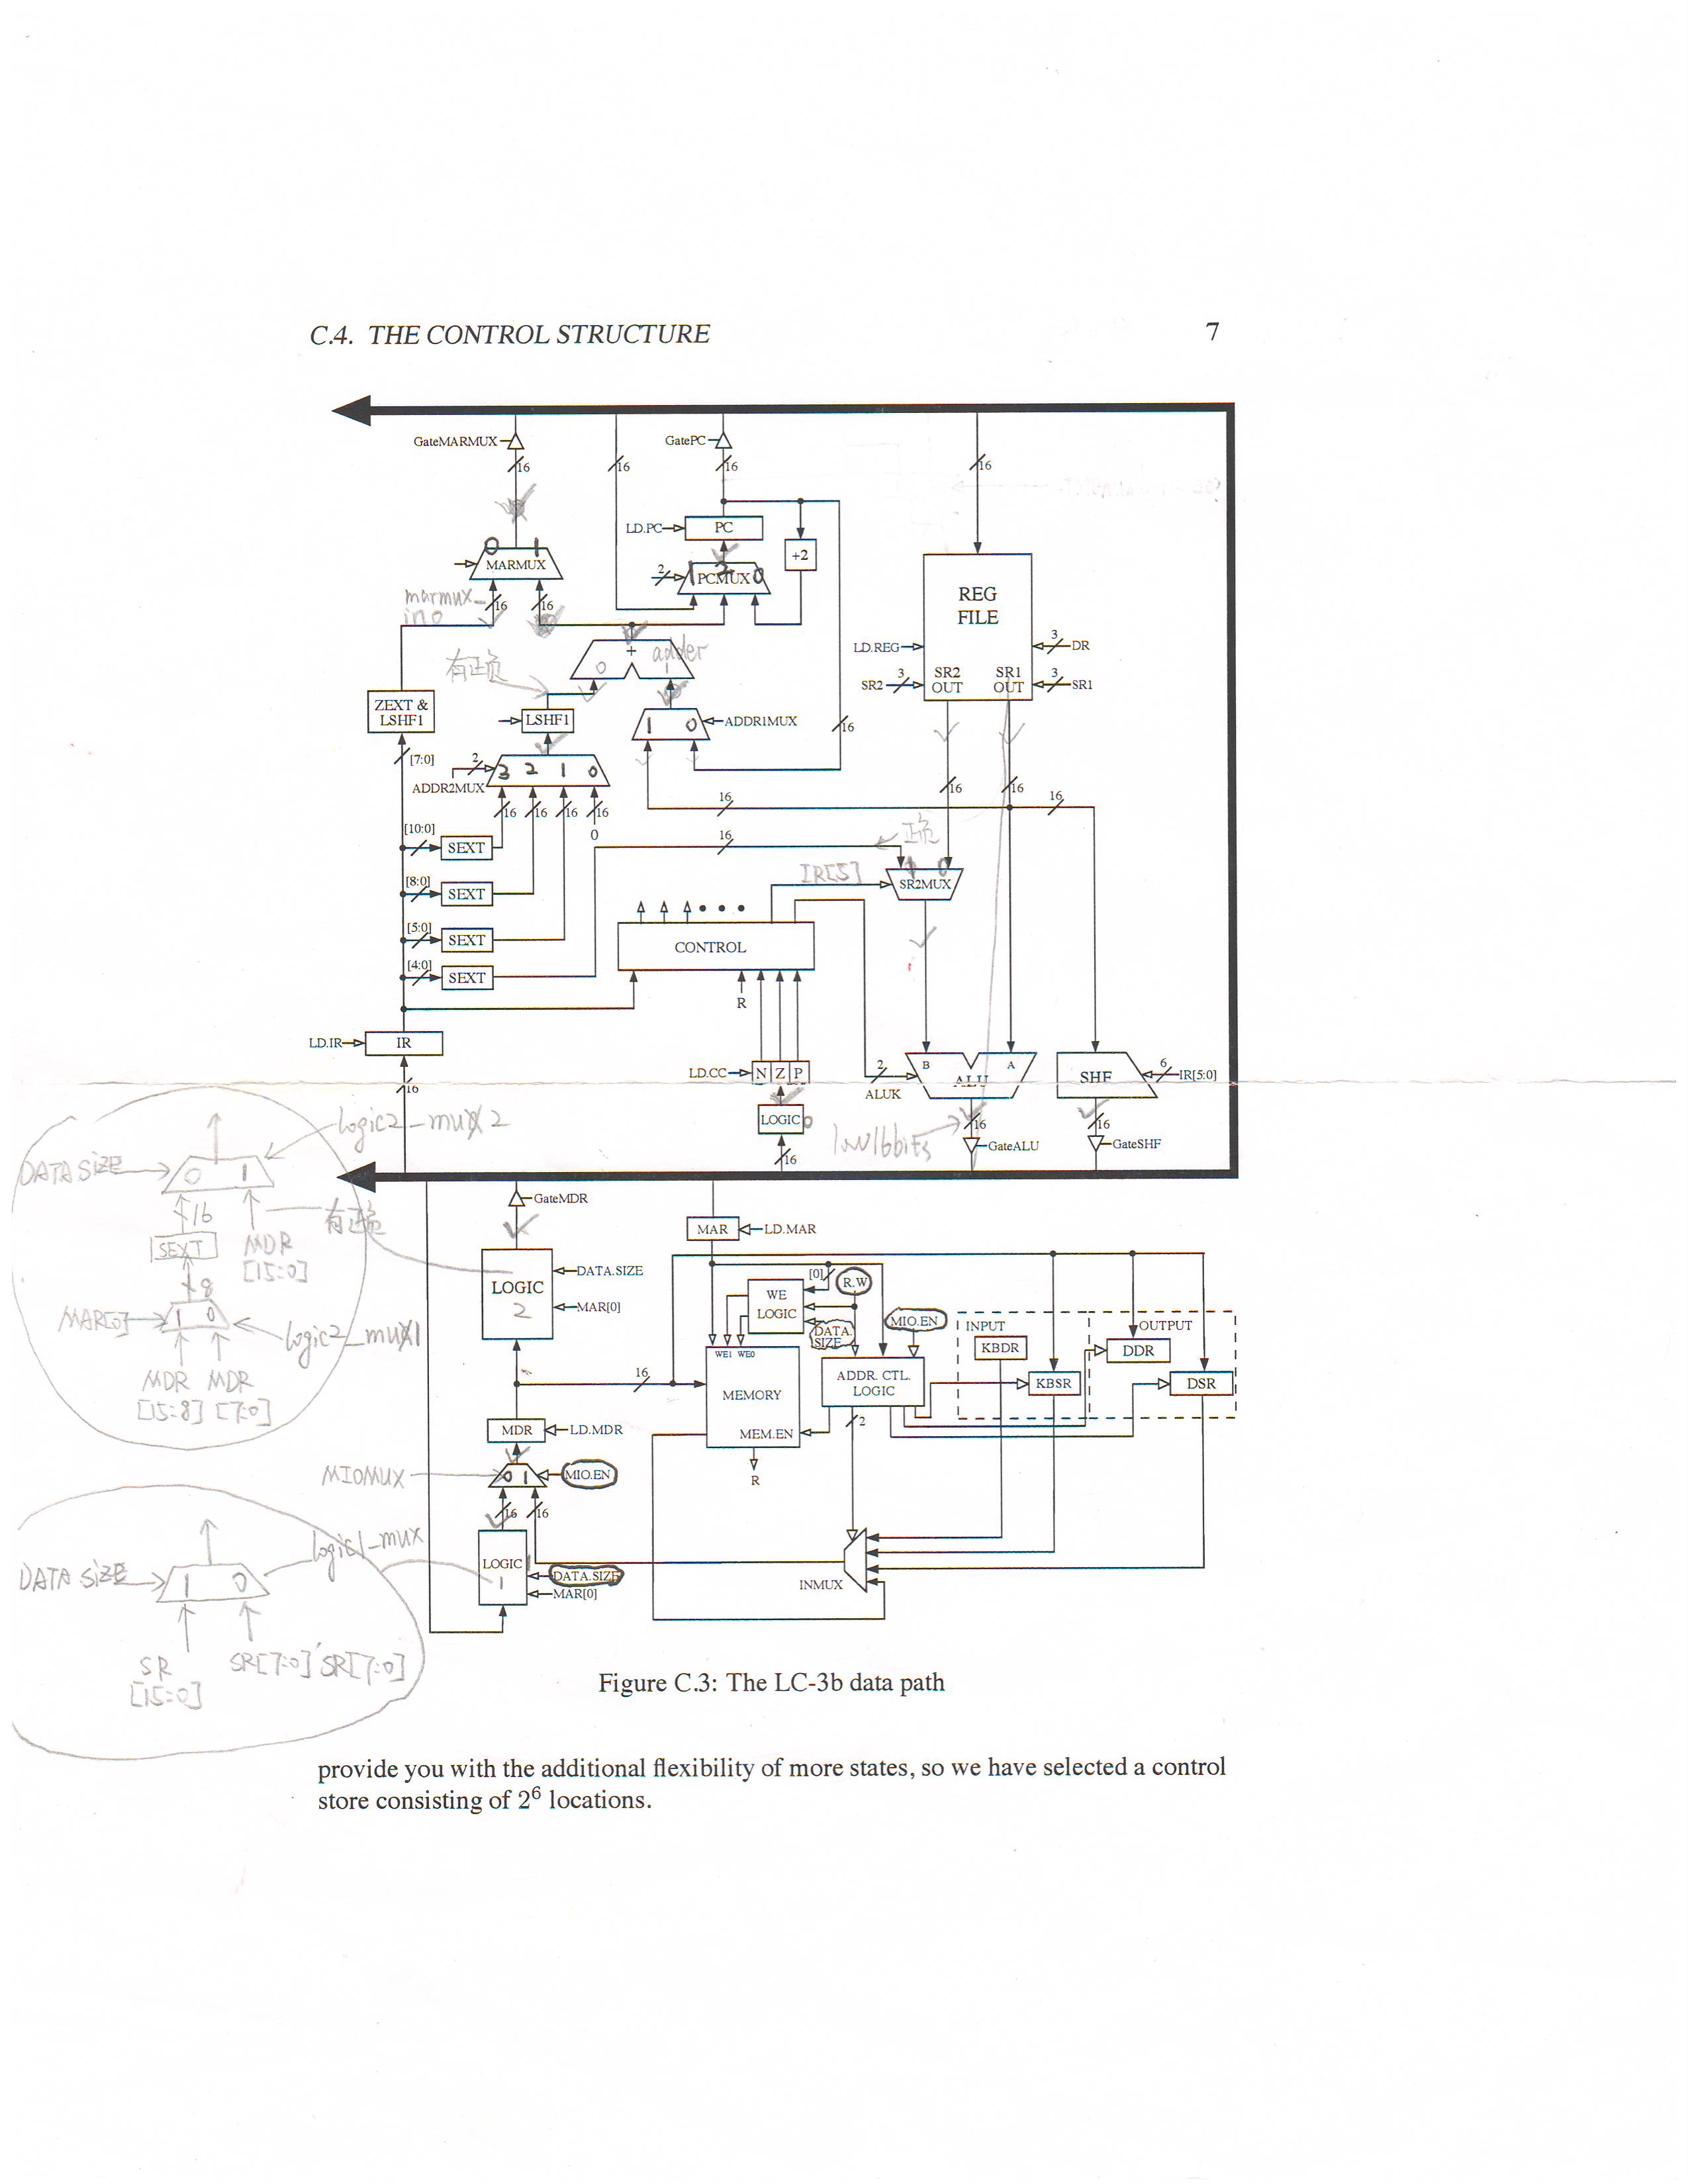 C.4. THE CONTROL STRUCTURE 7
GateMARMUX
GatePC
16
16
16
16
LD.PC
PC
+2
0 1
MARMUX
2
1 2 0
PCMUX
marmux_
in0
16
16
REG
FILE
有正负
+
adder
0 1
LD.REG
3
DR
SR2
3
SR2
OUT
SR1
OUT
3
SR1
ZEXT &
LSHF1
LSHF1
1 0
ADDR1MUX
16
[7:0]
2
3 2 1 0
ADDR2MUX
16
16
16
16
0
16
16
16
16
[10:0]
SEXT
16
正负
[8:0]
SEXT
IR[5]
1 0
SR2MUX
[5:0]
SEXT
CONTROL
[4:0]
SEXT
R
LD.IR
IR
16
LD.CC
N Z P
2
ALUK
B
A
ALU
SHF
6
IR[5:0]
LOGIC
0
16
low 16bits
16
GateALU
16
GateSHF
logic2_mux2
DATA SIZE
0 1
16
有正负
SEXT
MDR
[15:0]
8
MAR[0]
1 0
logic2_mux1
MDR MDR
[15:8] [7:0]
GateMDR
MAR
LD.MAR
LOGIC
2
DATA.SIZE
MAR[0]
[0]
R.W
WE
LOGIC
DATA.
SIZE
MIO.EN
INPUT
OUTPUT
KBDR
DDR
WE1 WE0
ADDR. CTL.
LOGIC
KBSR
DSR
16
MEMORY
MEM.EN
2
MDR
LD.MDR
R
MIOMUX
0 1
MIO.EN
16
16
logic1_mux
LOGIC
1
DATA.SIZE
MAR[0]
INMUX
DATA SIZE
1 0
SR
[15:0]
SR[7:0]'SR[7:0]
Figure C.3: The LC-3b data path
provide you with the additional flexibility of more states, so we have selected a control
store consisting of 2⁶ locations.